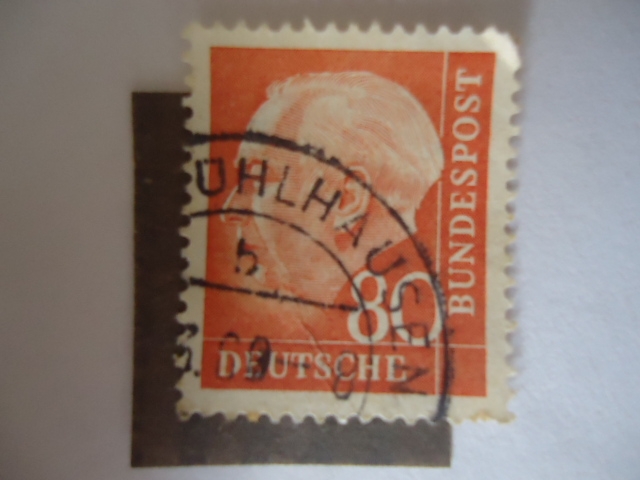 BUNDESPOST
80
DEUTSCHE
ÜHLHAUSEN
h